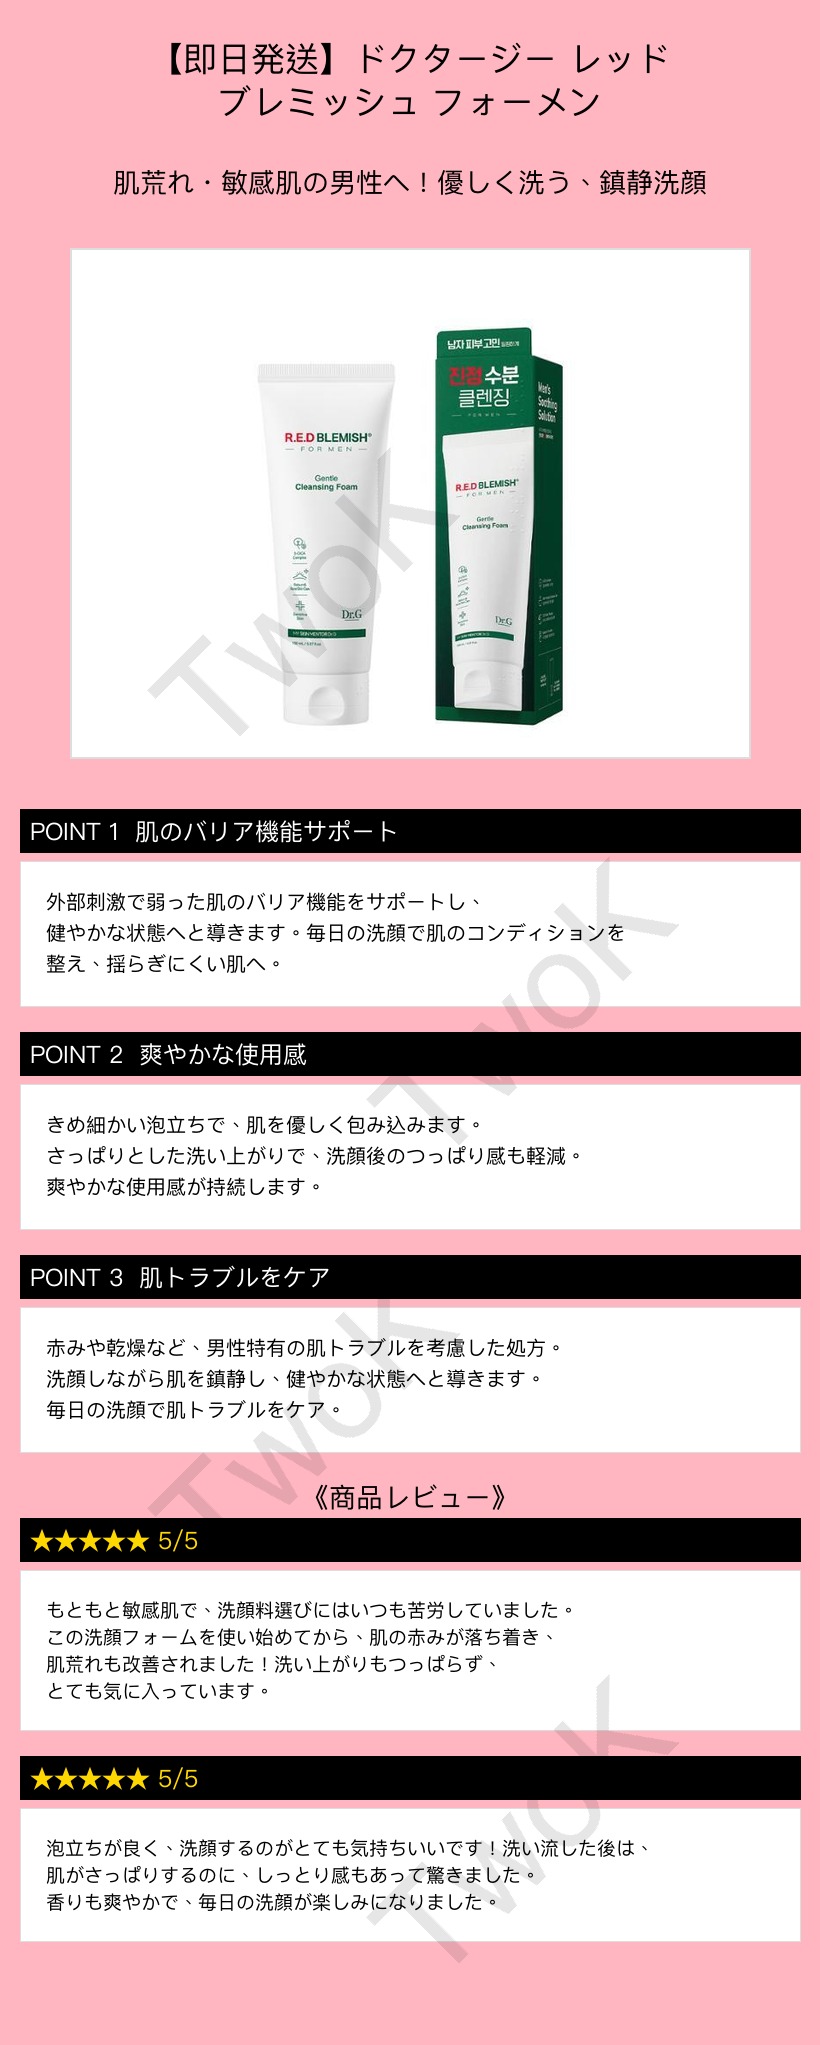 【即日発送】ドクタージー レッド
ブレミッシュ フォーメン
肌荒れ・敏感肌の男性へ！優しく洗う、鎮静洗顔
R.E.D BLEMISH®
FOR MEN
Gentle
Cleansing Foam
Dr.G
MY SKIN MENTOR Dr.G
남자 피부 고민
진정 수분
클렌징
FOR MEN
Men's
Soothing
Solution
R.E.D BLEMISH®
FOR MEN
Gentle
Cleansing Foam
Dr.G
TwoK
POINT 1 肌のバリア機能サポート
外部刺激で弱った肌のバリア機能をサポートし、
健やかな状態へと導きます。毎日の洗顔で肌のコンディションを
整え、揺らぎにくい肌へ。
TwoK
POINT 2 爽やかな使用感
きめ細かい泡立ちで、肌を優しく包み込みます。
さっぱりとした洗い上がりで、洗顔後のつっぱり感も軽減。
爽やかな使用感が持続します。
POINT 3 肌トラブルをケア
赤みや乾燥など、男性特有の肌トラブルを考慮した処方。
洗顔しながら肌を鎮静し、健やかな状態へと導きます。
毎日の洗顔で肌トラブルをケア。
TwoK
《商品レビュー》
★★★★★ 5/5
もともと敏感肌で、洗顔料選びにはいつも苦労していました。
この洗顔フォームを使い始めてから、肌の赤みが落ち着き、
肌荒れも改善されました！洗い上がりもつっぱらず、
とても気に入っています。
★★★★★ 5/5
泡立ちが良く、洗顔するのがとても気持ちいいです！洗い流した後は、
肌がさっぱりするのに、しっとり感もあって驚きました。
香りも爽やかで、毎日の洗顔が楽しみになりました。
TwoK